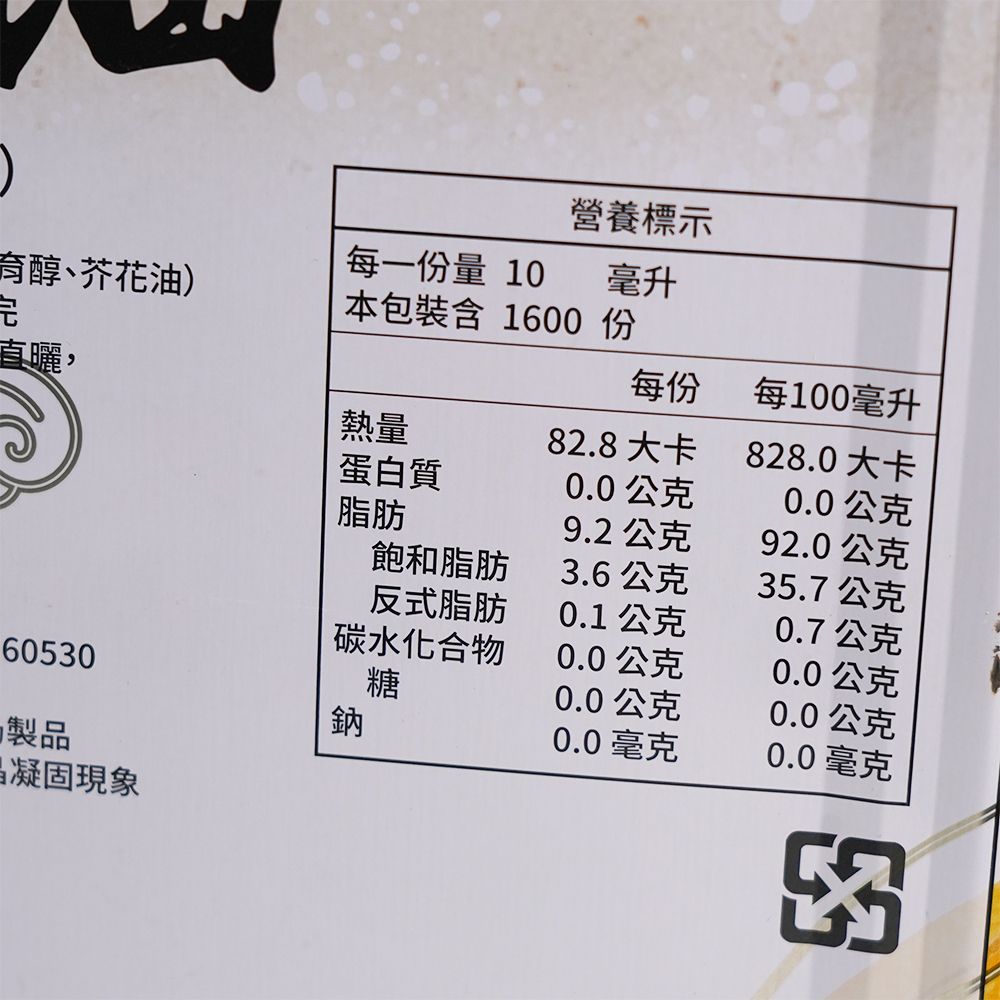 油
)
育醇、芥花油)
完
直曬,
60530
製品
凝固現象
營養標示
每一份量 10 毫升
本包裝含 1600 份
每份 每100毫升
熱量 82.8 大卡 828.0 大卡
蛋白質 0.0 公克 0.0 公克
脂肪 9.2 公克 92.0 公克
飽和脂肪 3.6 公克 35.7 公克
反式脂肪 0.1 公克 0.7 公克
碳水化合物 0.0 公克 0.0 公克
糖 0.0 公克 0.0 公克
鈉 0.0 毫克 0.0 毫克